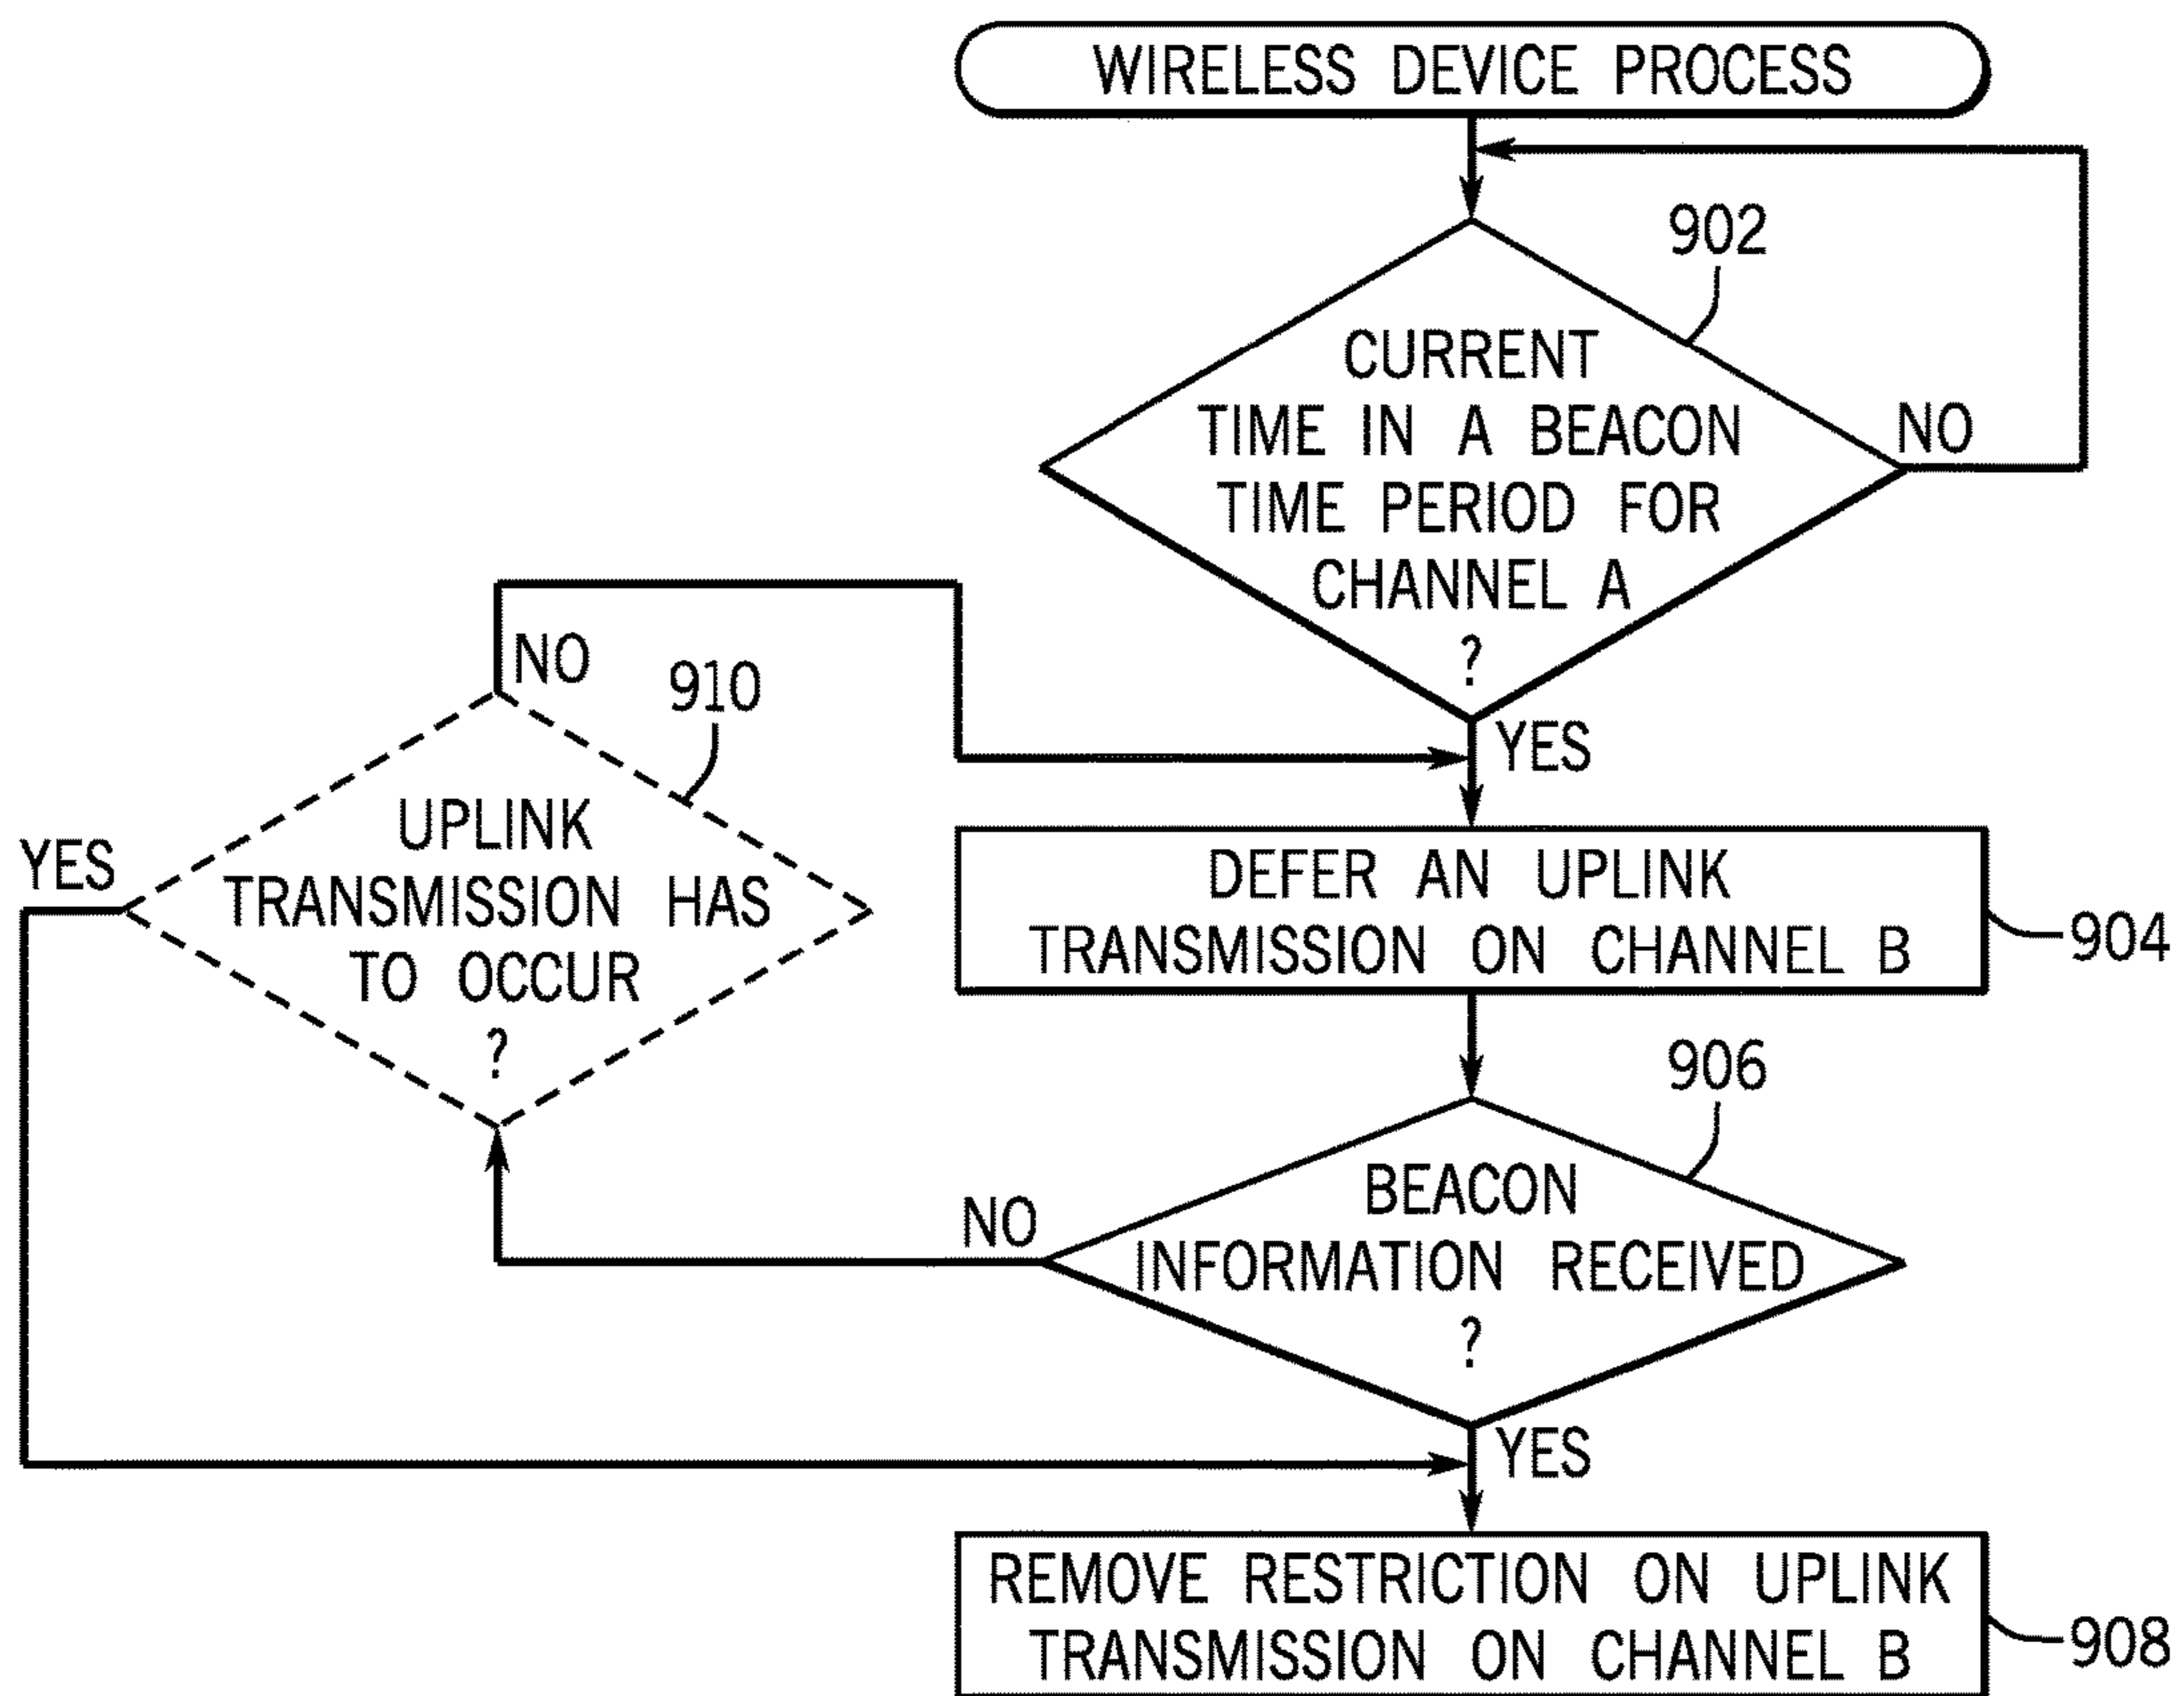 WIRELESS DEVICE PROCESS
902
CURRENT
TIME IN A BEACON
TIME PERIOD FOR
CHANNEL A
?
NO
YES
NO
910
UPLINK
TRANSMISSION HAS
TO OCCUR
?
YES
DEFER AN UPLINK
TRANSMISSION ON CHANNEL B
904
906
BEACON
INFORMATION RECEIVED
?
NO
YES
REMOVE RESTRICTION ON UPLINK
TRANSMISSION ON CHANNEL B
908